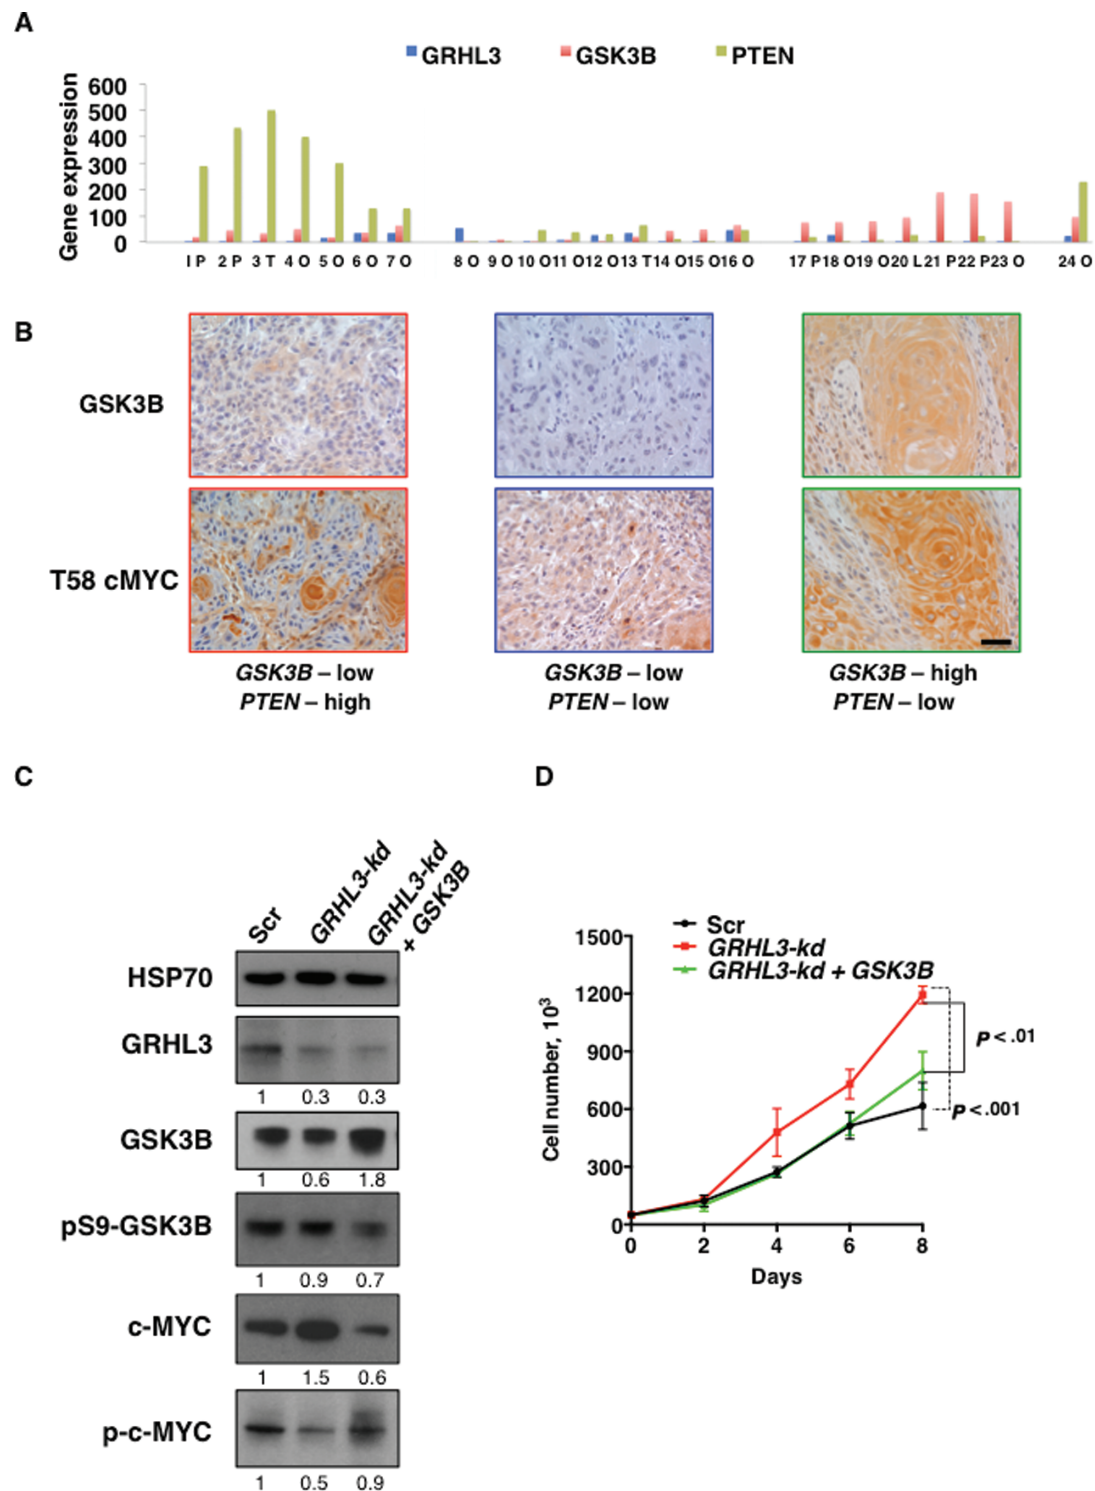 A
GRHL3 GSK3B PTEN
Gene expression
600
500
400
300
200
100
0
1 P 2 P 3 T 4 O 5 O 6 O 7 O 8 O 9 O 10 O 11 O 12 O 13 T 14 O 15 O 16 O 17 P 18 O 19 O 20 L 21 P 22 P 23 O 24 O
B
GSK3B
T58 cMYC
GSK3B – low GSK3B – low GSK3B – high
PTEN – high PTEN – low PTEN – low
C
Scr GRHL3-kd GRHL3-kd + GSK3B
HSP70
GRHL3
1 0.3 0.3
GSK3B
1 0.6 1.8
pS9-GSK3B
1 0.9 0.7
c-MYC
1 1.5 0.6
p-c-MYC
1 0.5 0.9
D
Scr
GRHL3-kd
GRHL3-kd + GSK3B
Cell number, 10³
1500
1200
900
600
300
0
P < .01
P < .001
0 2 4 6 8
Days